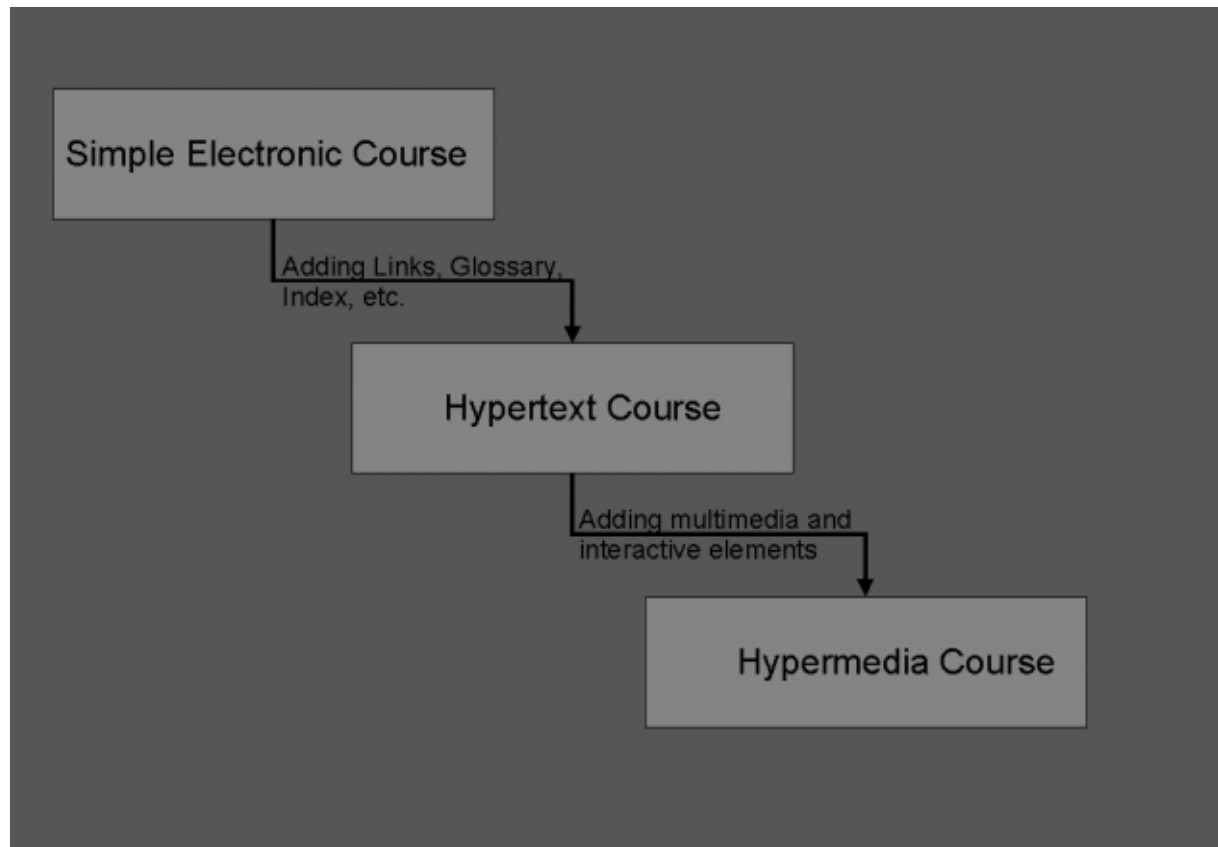 Simple Electronic Course
Adding Links, Glossary,
Index, etc.
Hypertext Course
Adding multimedia and
interactive elements
Hypermedia Course